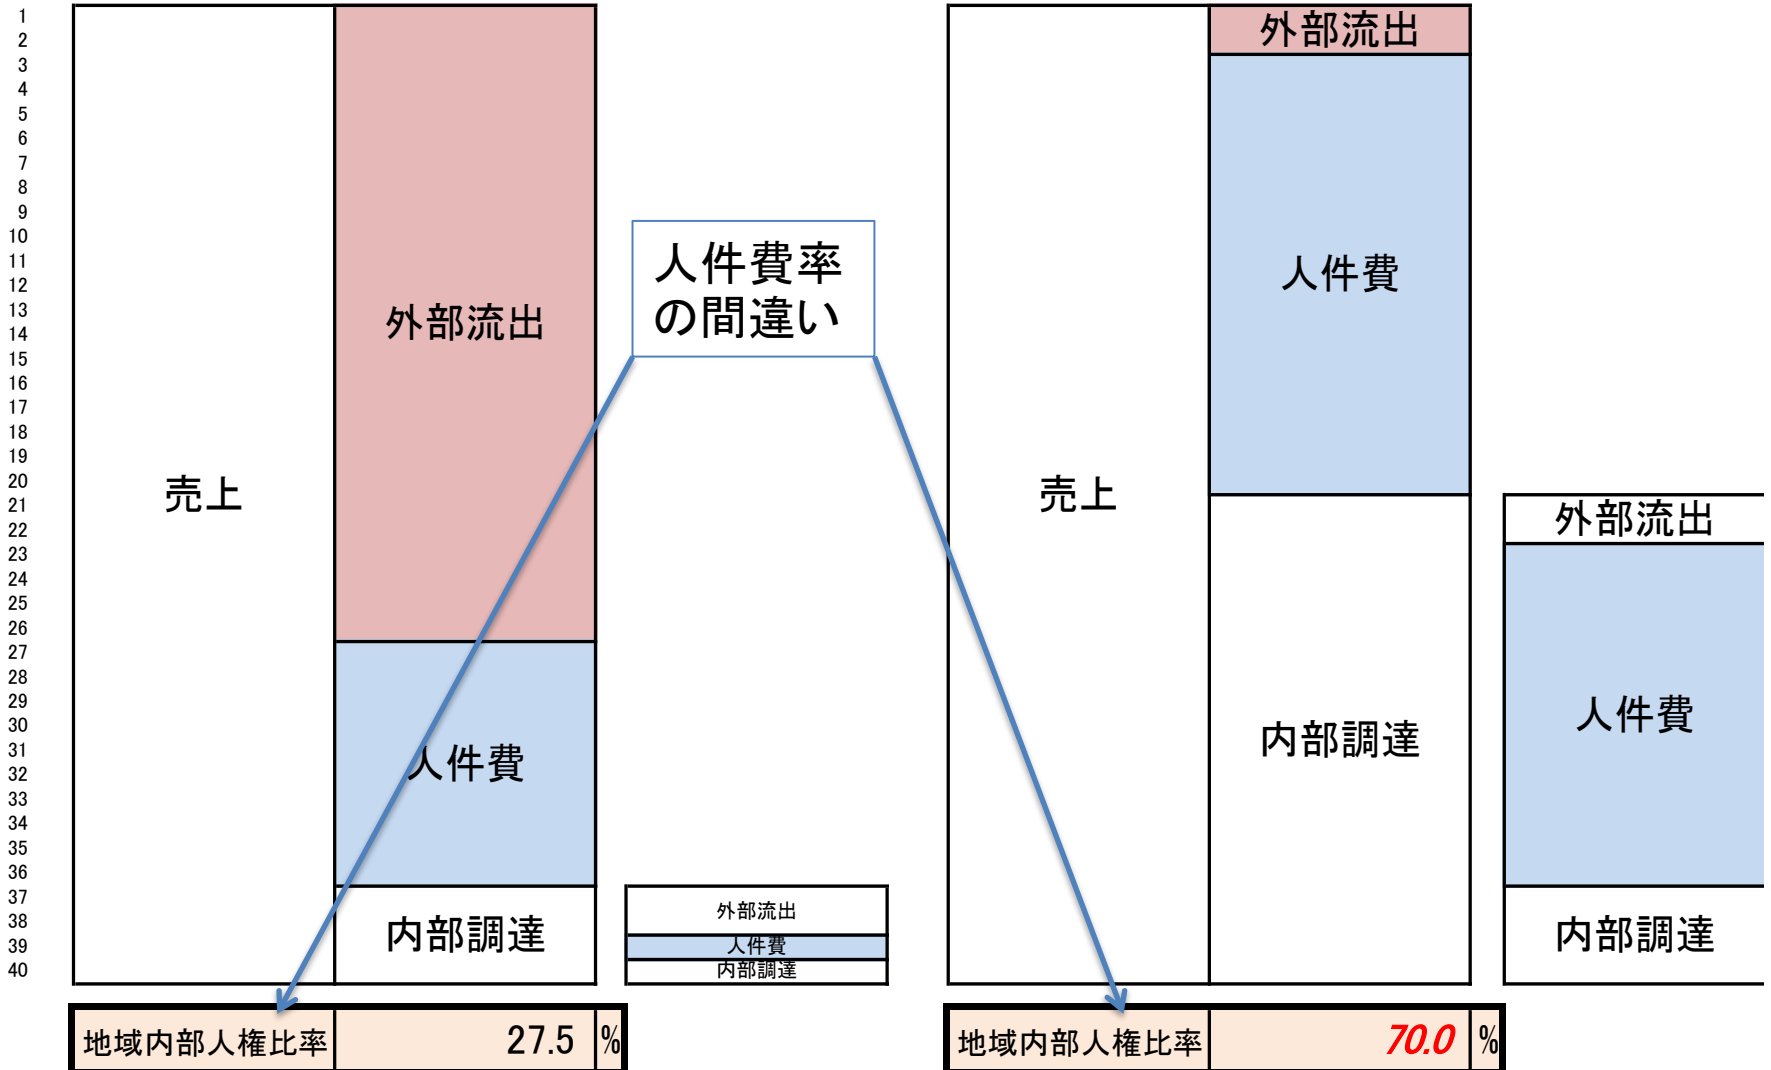 1
2
3
4
5
6
7
8
9
10
11
12
13
14
15
16
17
18
19
20
21
22
23
24
25
26
27
28
29
30
31
32
33
34
35
36
37
38
39
40
売上
外部流出
人件費
内部調達
外部流出
人件費
内部調達
地域内部人権比率 27.5 %
人件費率
の間違い
売上
外部流出
人件費
内部調達
外部流出
人件費
内部調達
地域内部人権比率 70.0 %